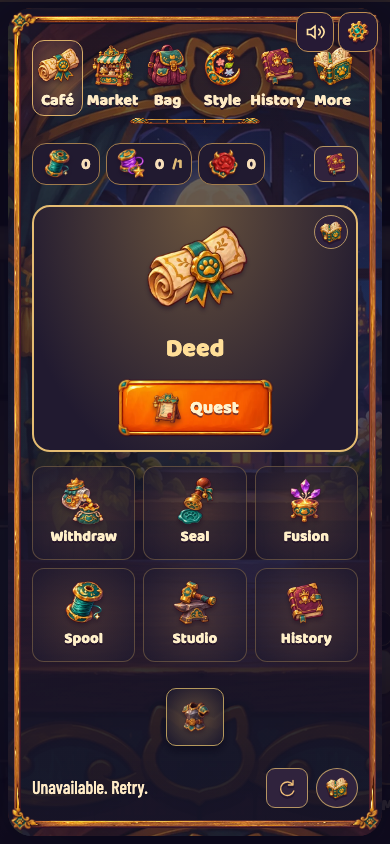 Café Market Bag Style History More
0 0 /1 0
Deed
Quest
Withdraw Seal Fusion
Spool Studio History
Unavailable. Retry.